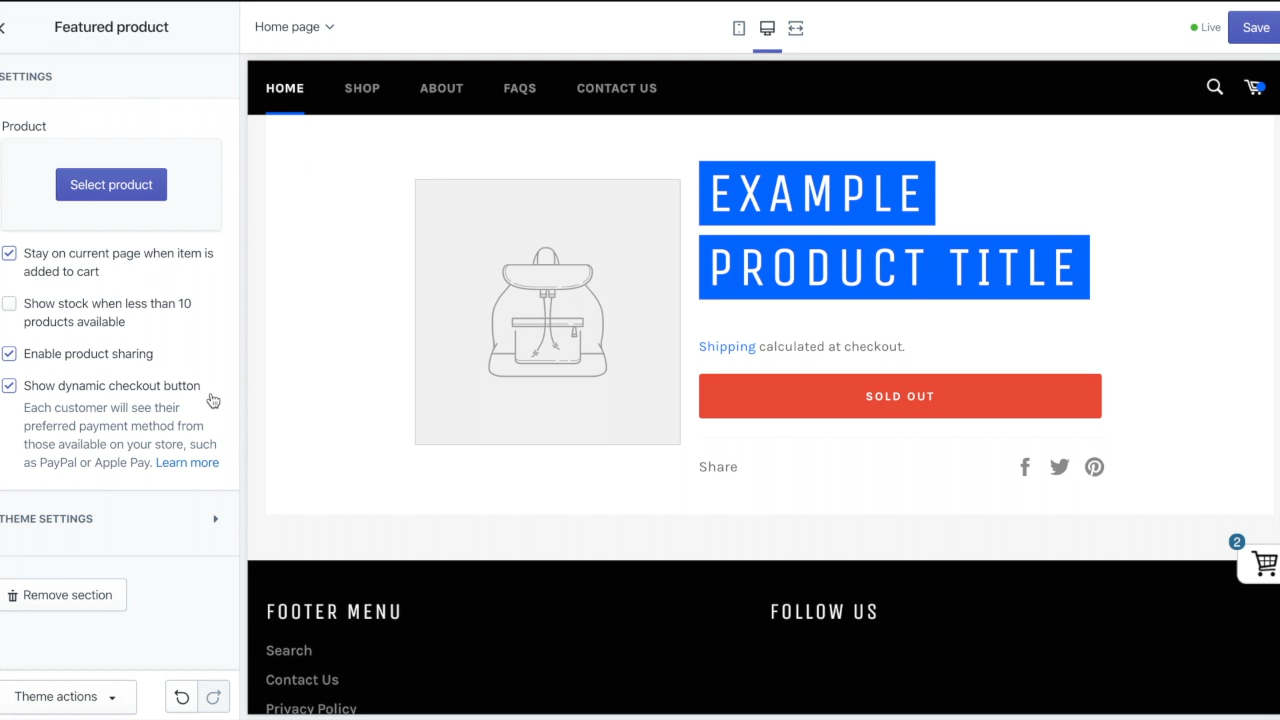 Featured product
Home page
Live
Save
SETTINGS
Product
Select product
Stay on current page when item is
added to cart
Show stock when less than 10
products available
Enable product sharing
Show dynamic checkout button
Each customer will see their
preferred payment method from
those available on your store, such
as PayPal or Apple Pay. Learn more
THEME SETTINGS
Remove section
Theme actions
HOME SHOP ABOUT FAQS CONTACT US
EXAMPLE
PRODUCT TITLE
Shipping calculated at checkout.
SOLD OUT
Share
2
FOOTER MENU
Search
Contact Us
Privacy Policy
FOLLOW US